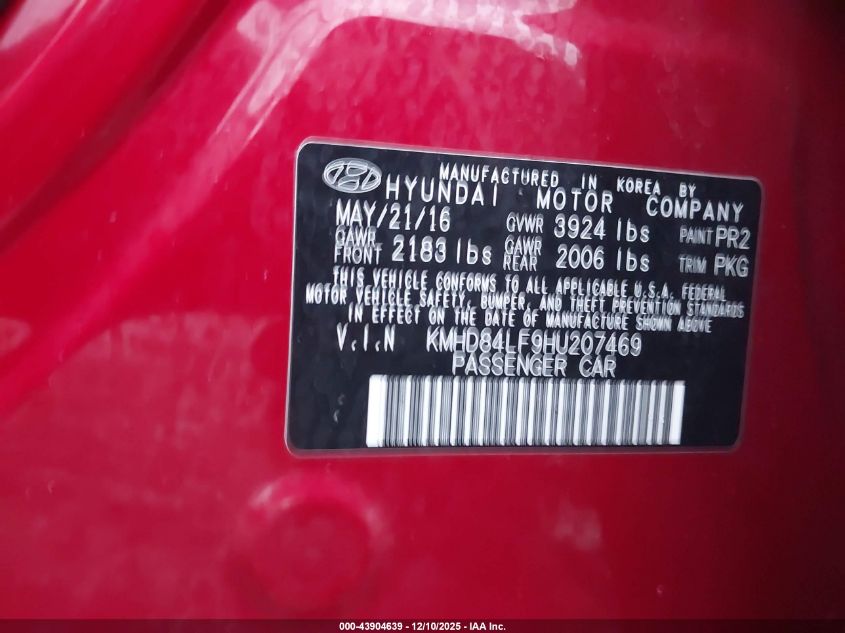 MANUFACTURED IN KOREA BY
HYUNDAI MOTOR COMPANY
MAY/21/16 GVWR 3924 lbs PAINT PR2
GAWR FRONT 2183 lbs GAWR REAR 2006 lbs TRIM PKG
THIS VEHICLE CONFORMS TO ALL APPLICABLE U.S.A. FEDERAL
MOTOR VEHICLE SAFETY, BUMPER, AND THEFT PREVENTION STANDARDS
IN EFFECT ON THE DATE OF MANUFACTURE SHOWN ABOVE
V.I.N KMHD84LF9HU207469
PASSENGER CAR
000-43904639 - 12/10/2025 - IAA Inc.